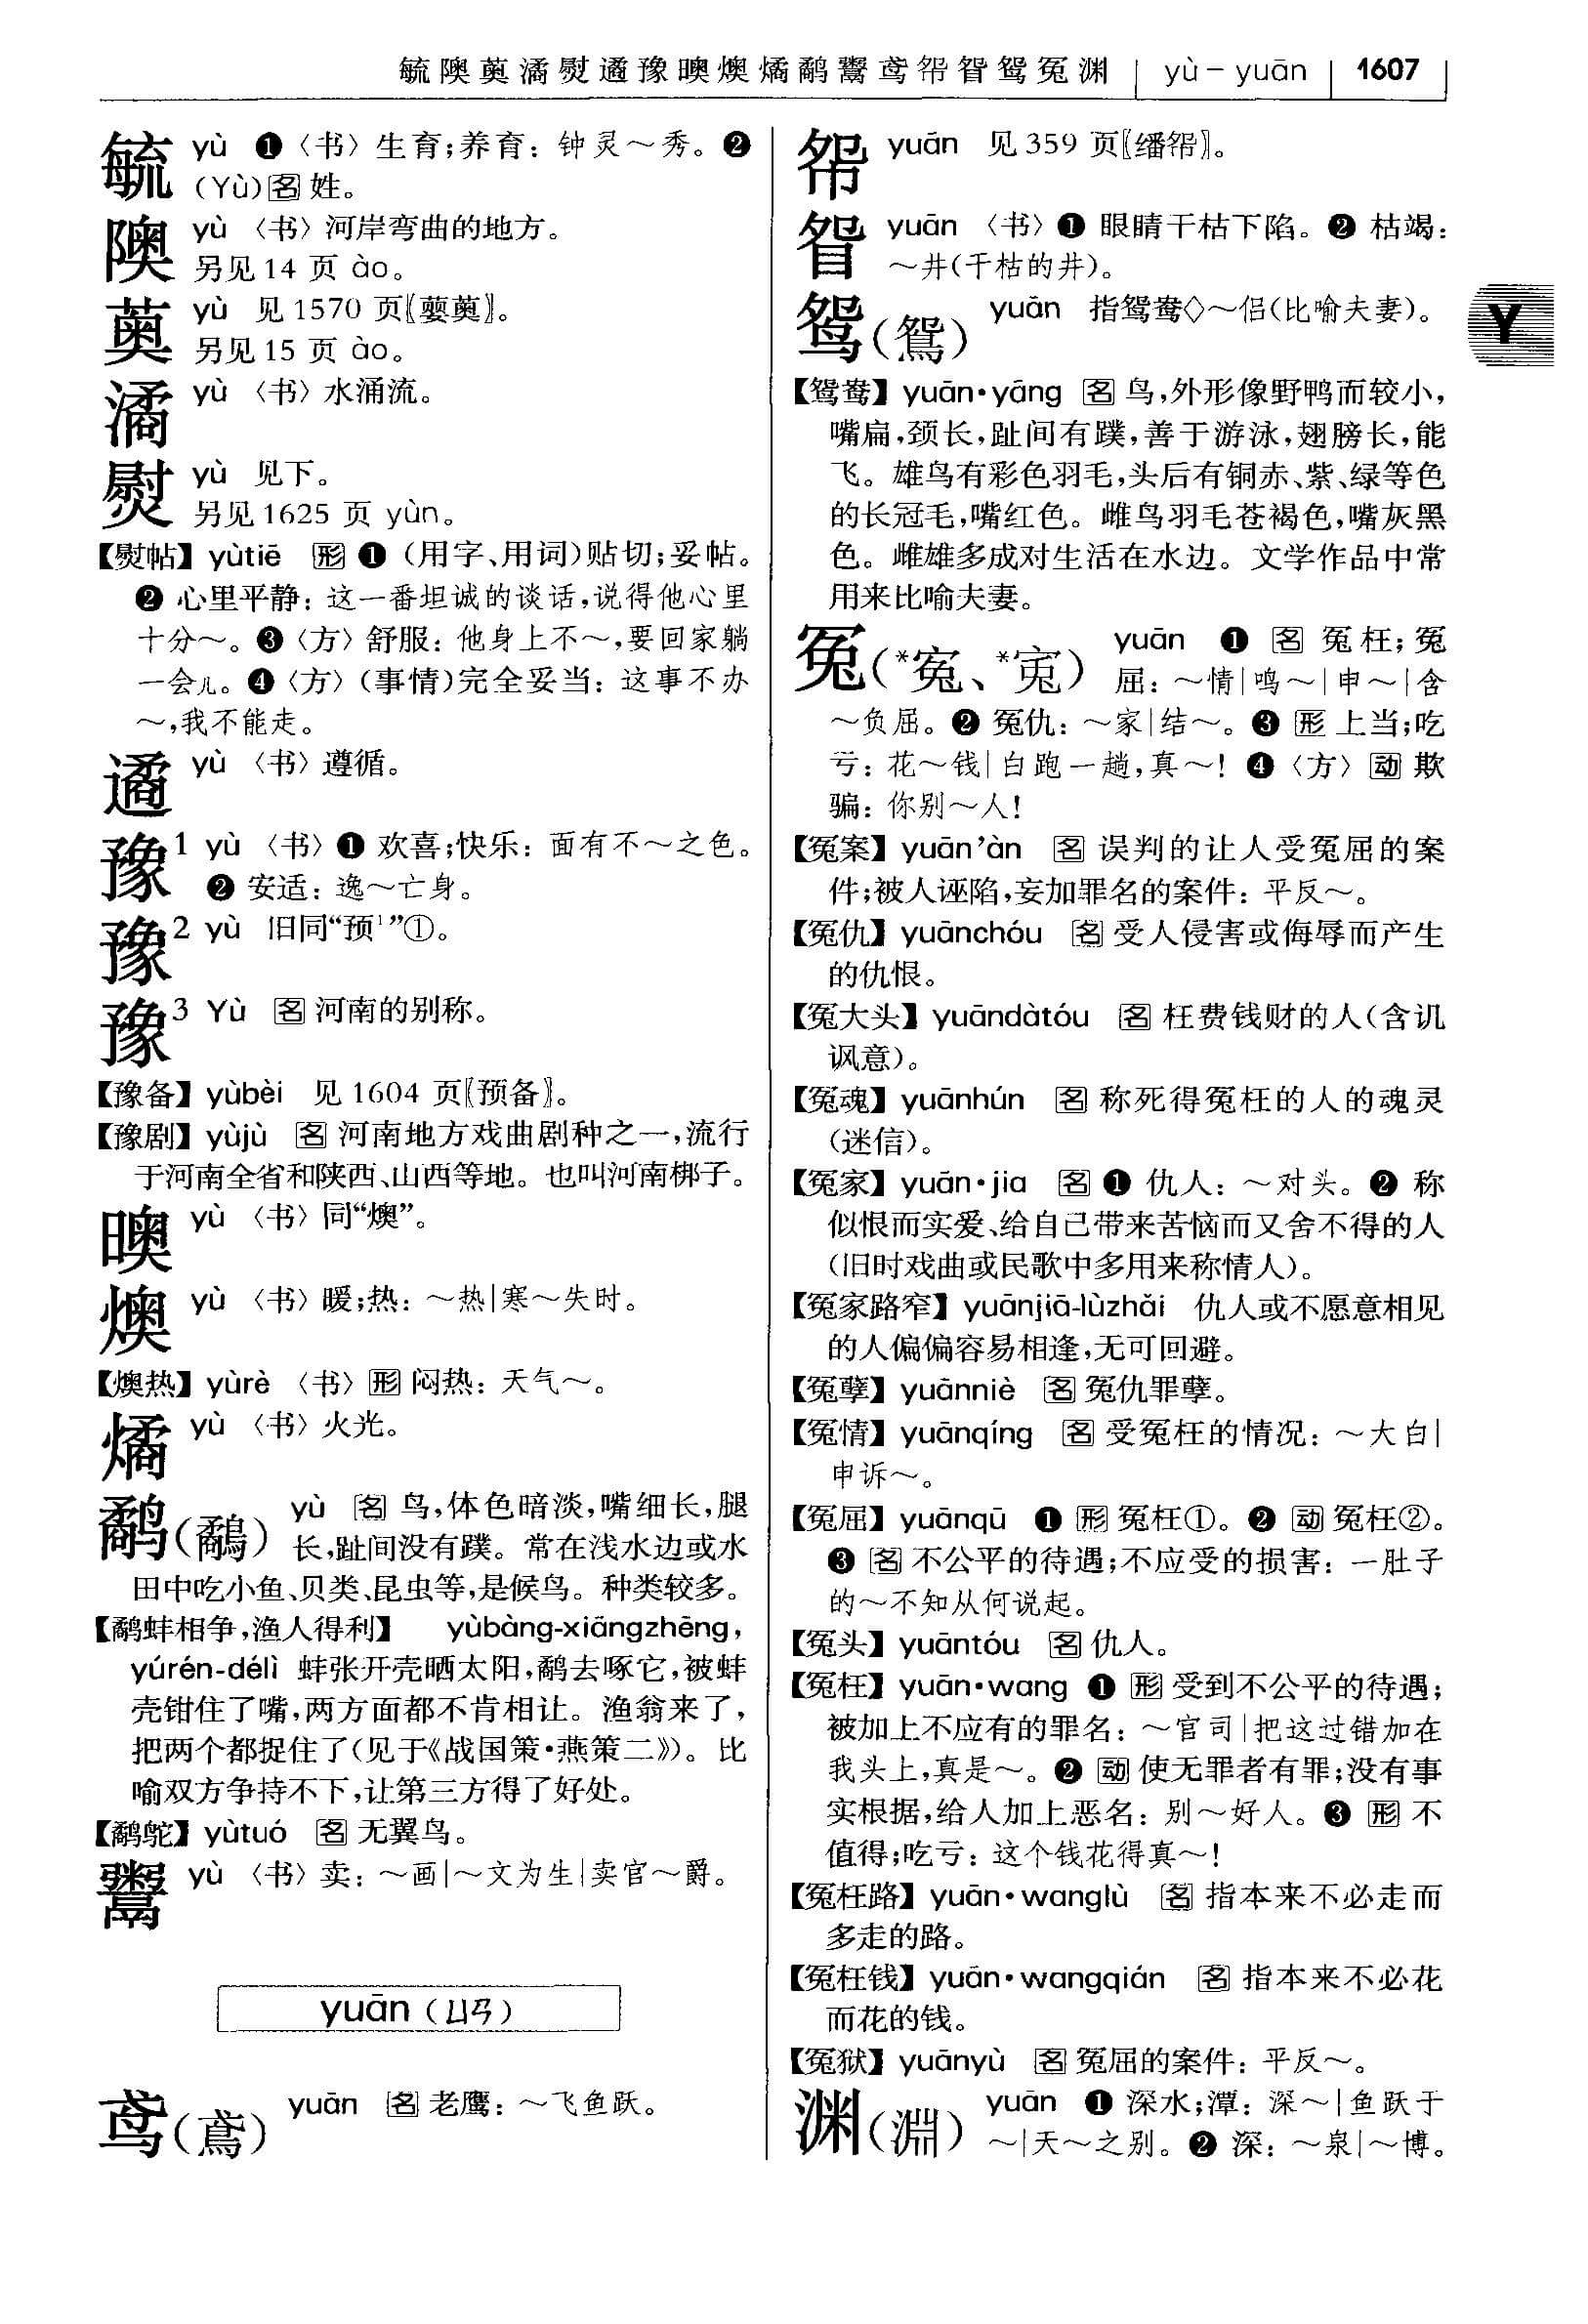 毓隩薁潏熨遹豫噢燠燏鹬鬻鸢帤眢鸳冤渊 yù－yuān 1607
毓 yù ❶〈书〉生育;养育：钟灵～秀。❷
(Yù)名姓。
隩 yù 〈书〉河岸弯曲的地方。
另见14 页 ào。
薁 yù 见1570 页〖蘡薁〗。
另见15 页 ào。
潏 yù 〈书〉水涌流。
熨 yù 见下。
另见1625 页 yùn。
【熨帖】yùtiē 形❶（用字、用词）贴切;妥帖。
❷ 心里平静：这一番坦诚的谈话,说得他心里
十分～。❸〈方〉舒服：他身上不～,要回家躺
一会儿。❹〈方〉（事情）完全妥当：这事不办
～,我不能走。
遹 yù 〈书〉遵循。
豫1 yù 〈书〉❶ 欢喜;快乐：面有不～之色。
❷ 安适：逸～亡身。
豫2 yù 旧同“预¹”①。
豫3 Yù 名 河南的别称。
【豫备】yùbèi 见1604 页〖预备〗。
【豫剧】yùjù 名 河南地方戏曲剧种之一,流行
于河南全省和陕西、山西等地。也叫河南梆子。
噢 yù 〈书〉同“燠”。
燠 yù 〈书〉暖;热：～热|寒～失时。
【燠热】yùrè 〈书〉形 闷热：天气～。
燏 yù 〈书〉火光。
鹬（鷸） yù 名 鸟,体色暗淡,嘴细长,腿
长,趾间没有蹼。常在浅水边或水
田中吃小鱼、贝类、昆虫等,是候鸟。种类较多。
【鹬蚌相争,渔人得利】 yùbàng-xiāngzhēng,
yúrén-délì 蚌张开壳晒太阳,鹬去啄它,被蚌
壳钳住了嘴,两方面都不肯相让。渔翁来了,
把两个都捉住了(见于《战国策·燕策二》)。比
喻双方争持不下,让第三方得了好处。
【鹬鸵】yùtuó 名 无翼鸟。
鬻 yù 〈书〉卖：～画|～文为生|卖官～爵。
yuān（ㄩㄢ）
鸢（鳶） yuān 名 老鹰：～飞鱼跃。
帤 yuān 见359 页〖𦈏帤〗。
眢 yuān 〈书〉❶ 眼睛干枯下陷。❷ 枯竭：
～井(干枯的井)。
鸳（鴛） yuān 指鸳鸯◇～侣(比喻夫妻)。
【鸳鸯】yuān·yāng 名 鸟,外形像野鸭而较小,
嘴扁,颈长,趾间有蹼,善于游泳,翅膀长,能
飞。雄鸟有彩色羽毛,头后有铜赤、紫、绿等色
的长冠毛,嘴红色。雌鸟羽毛苍褐色,嘴灰黑
色。雌雄多成对生活在水边。文学作品中常
用来比喻夫妻。
冤（*寃、*㝠） yuān ❶ 名 冤枉;冤
屈：～情|鸣～|申～|含
～负屈。❷ 冤仇：～家|结～。❸ 形 上当;吃
亏：花～钱|白跑一趟,真～! ❹〈方〉动 欺
骗：你别～人!
【冤案】yuān’àn 名 误判的让人受冤屈的案
件;被人诬陷,妄加罪名的案件：平反～。
【冤仇】yuānchóu 名 受人侵害或侮辱而产生
的仇恨。
【冤大头】yuāndàtóu 名 枉费钱财的人(含讥
讽意)。
【冤魂】yuānhún 名 称死得冤枉的人的魂灵
(迷信)。
【冤家】yuān·jia 名❶ 仇人：～对头。❷ 称
似恨而实爱、给自己带来苦恼而又舍不得的人
(旧时戏曲或民歌中多用来称情人)。
【冤家路窄】yuānjiā-lùzhǎi 仇人或不愿意相见
的人偏偏容易相逢,无可回避。
【冤孽】yuānniè 名 冤仇罪孽。
【冤情】yuānqíng 名 受冤枉的情况：～大白|
申诉～。
【冤屈】yuānqū ❶ 形 冤枉①。❷ 动 冤枉②。
❸ 名 不公平的待遇;不应受的损害：一肚子
的～不知从何说起。
【冤头】yuāntóu 名 仇人。
【冤枉】yuān·wang ❶ 形 受到不公平的待遇;
被加上不应有的罪名：～官司|把这过错加在
我头上,真是～。❷ 动 使无罪者有罪;没有事
实根据,给人加上恶名：别～好人。❸ 形 不
值得;吃亏：这个钱花得真～!
【冤枉路】yuān·wanglù 名 指本来不必走而
多走的路。
【冤枉钱】yuān·wangqián 名 指本来不必花
而花的钱。
【冤狱】yuānyù 名 冤屈的案件：平反～。
渊（淵） yuān ❶ 深水;潭：深～|鱼跃于
～|天～之别。❷ 深：～泉|～博。
Y